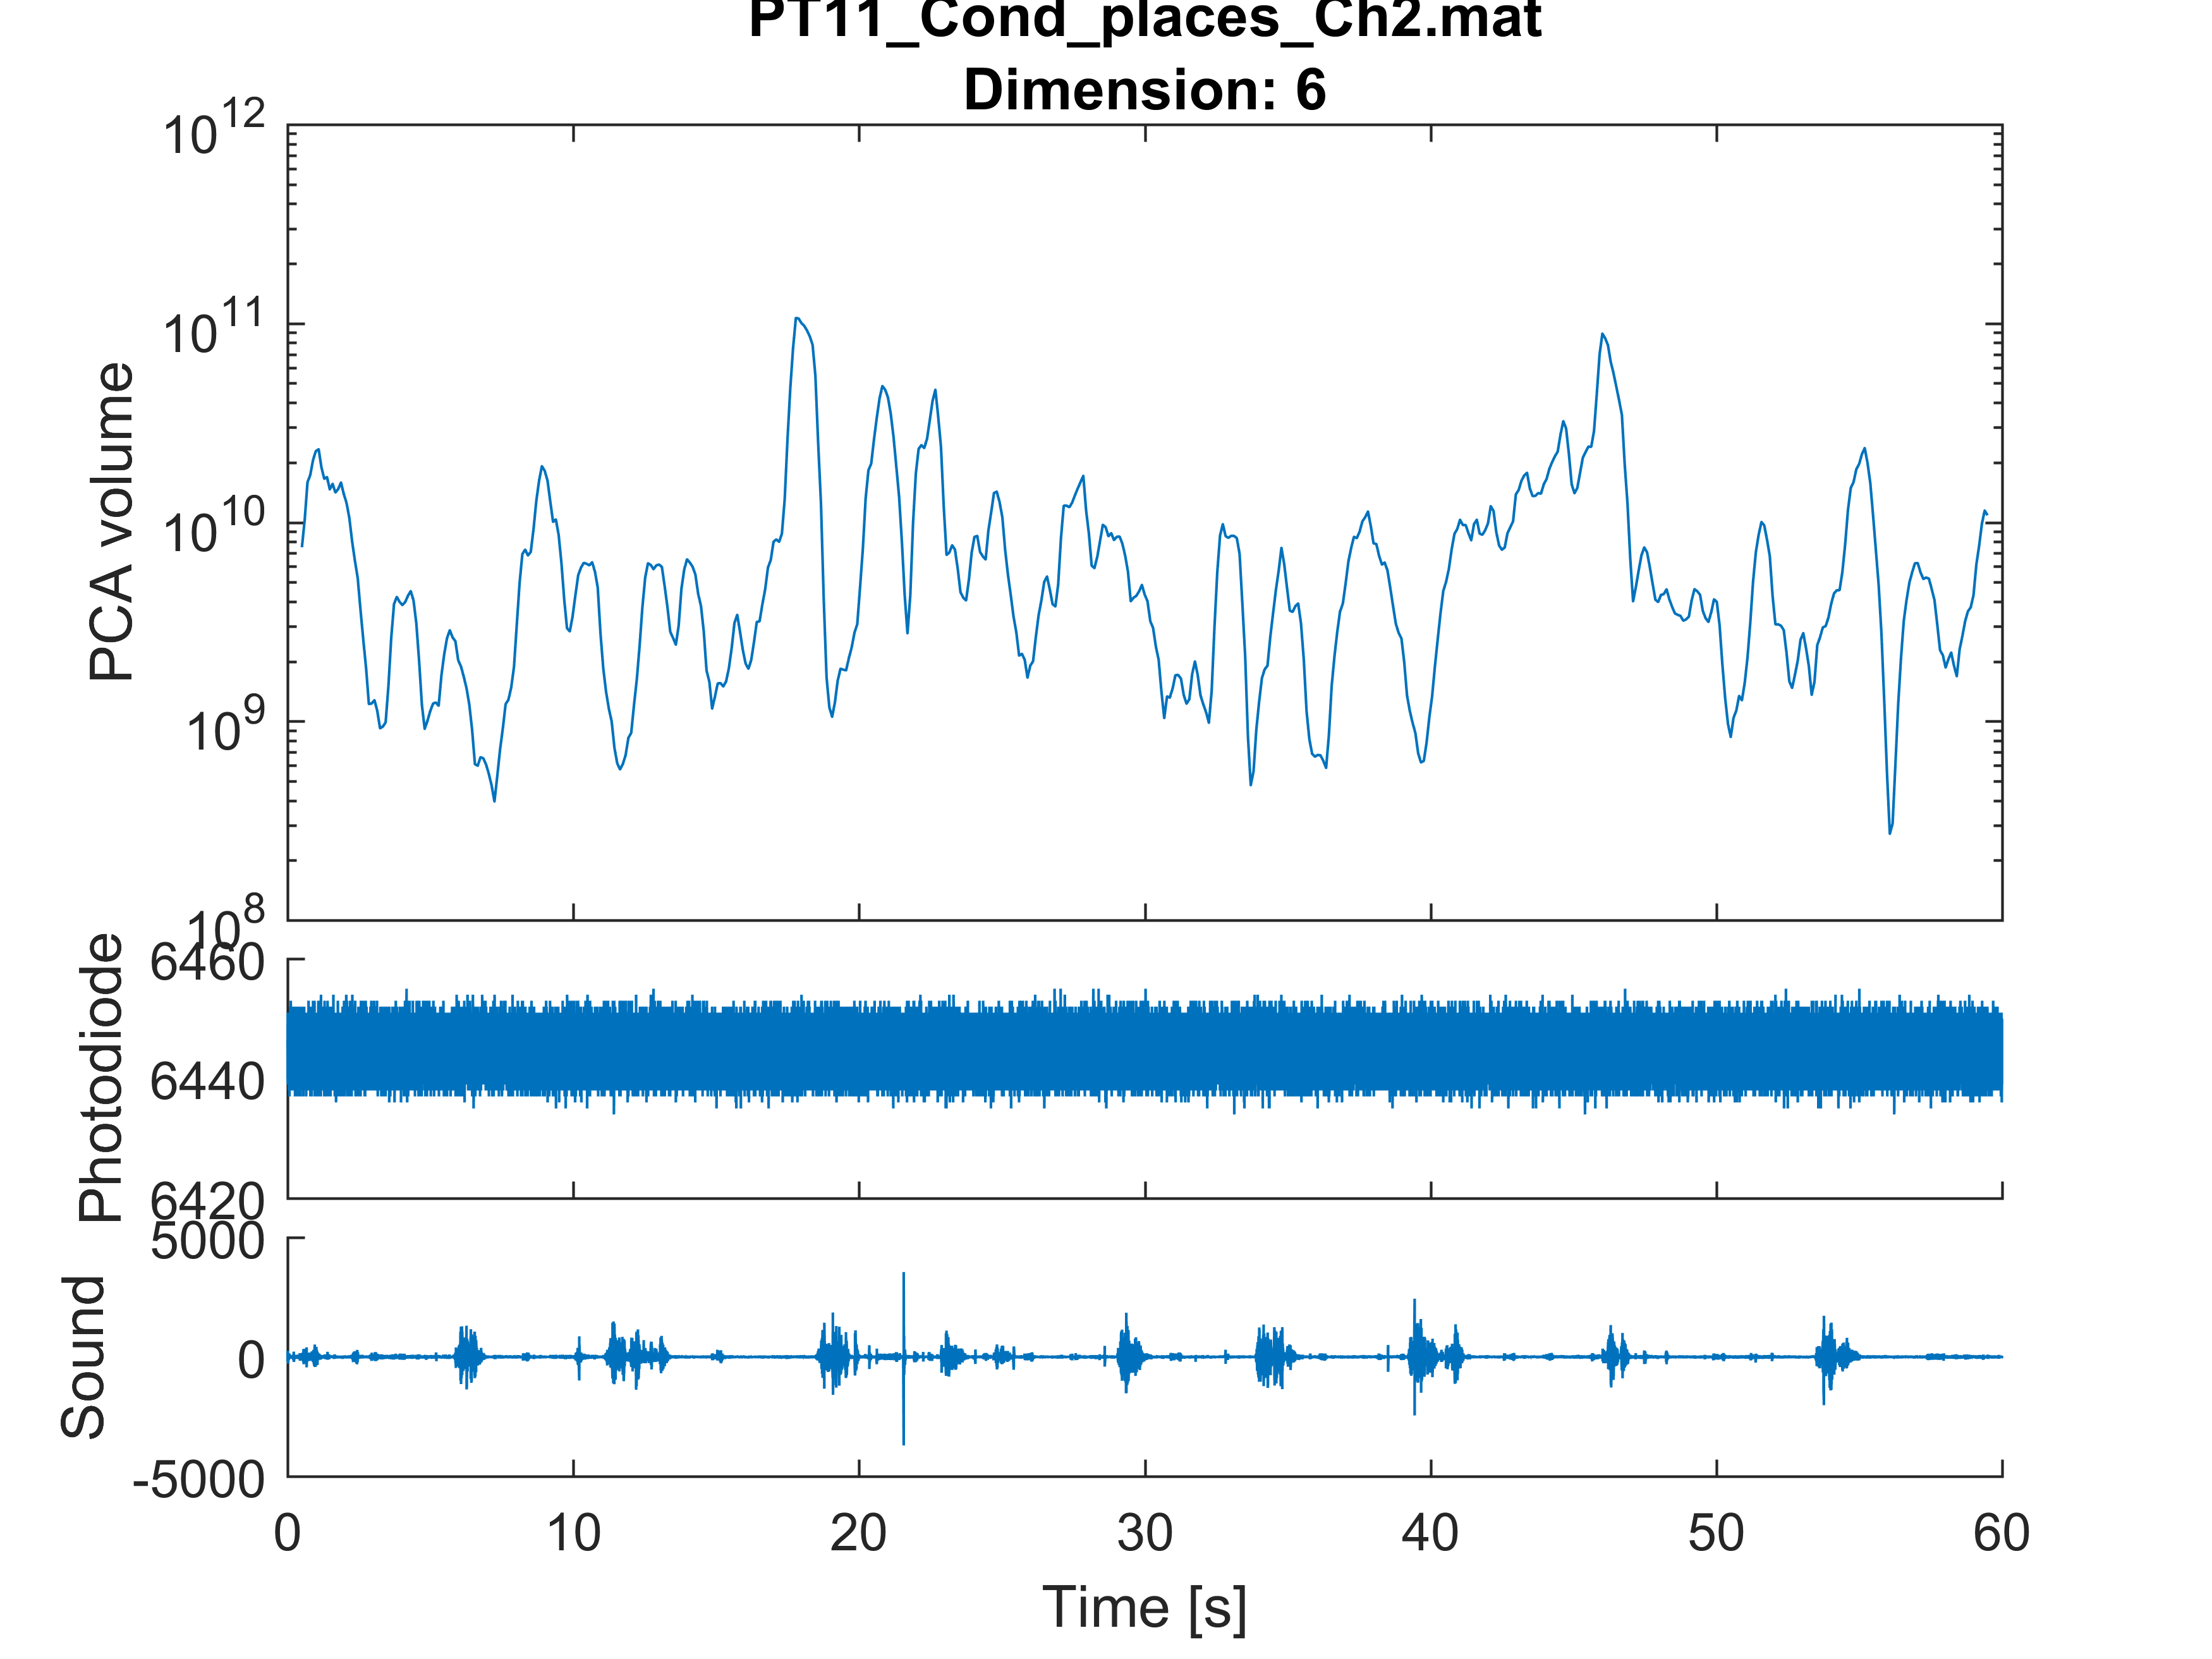 PT11_Cond_places_Ch2.mat
Dimension: 6
10^12
10^11
10^10
10^9
10^8
PCA volume
6460
6440
6420
Photodiode
5000
0
-5000
Sound
0 10 20 30 40 50 60
Time [s]